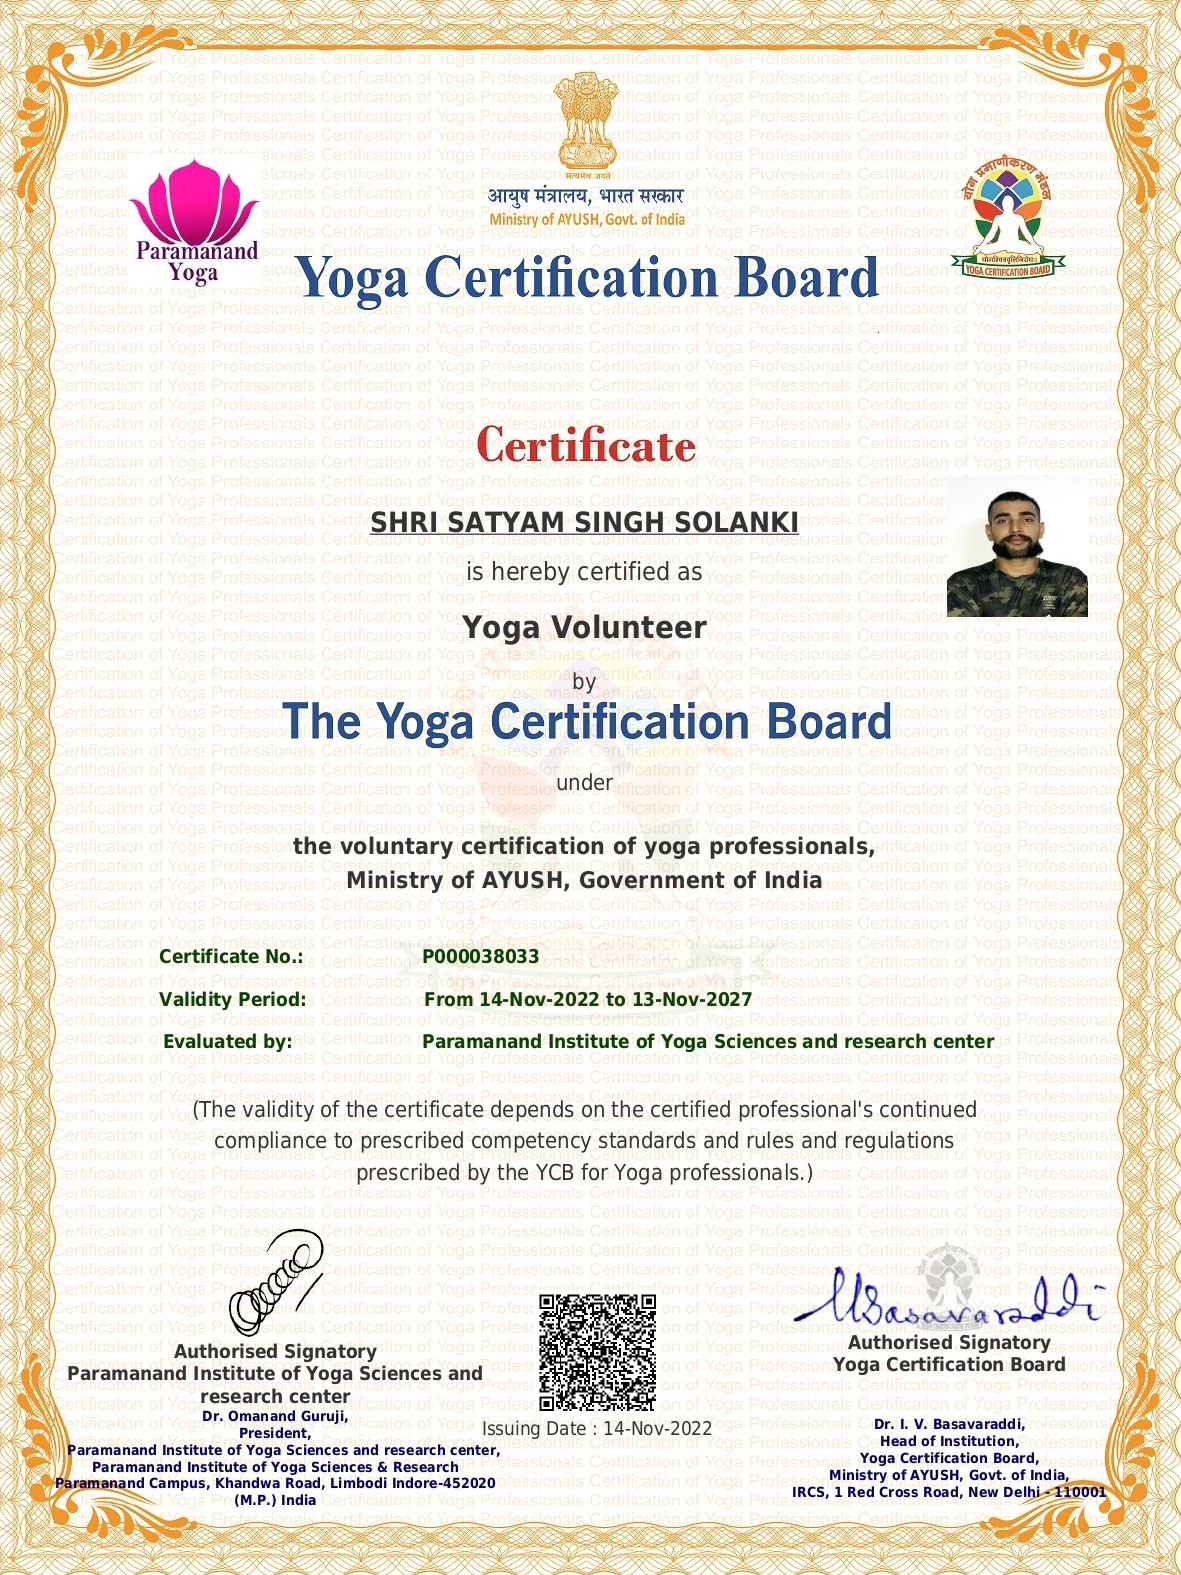 सत्यमेव जयते
आयुष मंत्रालय, भारत सरकार
Ministry of AYUSH, Govt. of India
Paramanand
Yoga
योग प्रमाणीकरण मंडल
योगश्चित्तवृत्तिनिरोधः
YOGA CERTIFICATION BOARD
Yoga Certification Board
Certificate
SHRI SATYAM SINGH SOLANKI
is hereby certified as
Yoga Volunteer
by
The Yoga Certification Board
under
the voluntary certification of yoga professionals,
Ministry of AYUSH, Government of India
Certificate No.: P000038033
Validity Period: From 14-Nov-2022 to 13-Nov-2027
Evaluated by: Paramanand Institute of Yoga Sciences and research center
(The validity of the certificate depends on the certified professional's continued
compliance to prescribed competency standards and rules and regulations
prescribed by the YCB for Yoga professionals.)
Authorised Signatory
Paramanand Institute of Yoga Sciences and
research center
Dr. Omanand Guruji,
President,
Paramanand Institute of Yoga Sciences and research center,
Paramanand Institute of Yoga Sciences & Research
Paramanand Campus, Khandwa Road, Limbodi Indore-452020
(M.P.) India
Issuing Date : 14-Nov-2022
Authorised Signatory
Yoga Certification Board
Dr. I. V. Basavaraddi,
Head of Institution,
Yoga Certification Board,
Ministry of AYUSH, Govt. of India,
IRCS, 1 Red Cross Road, New Delhi - 110001